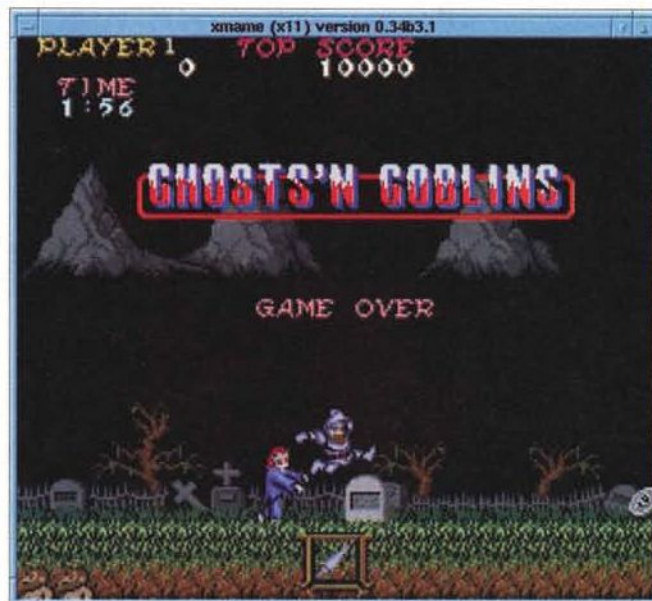 xmame (x11) version 0.34b3.1
PLAYER 1 TOP SCORE
0 10000
TIME
1:56
GHOSTS'N GOBLINS
GAME OVER